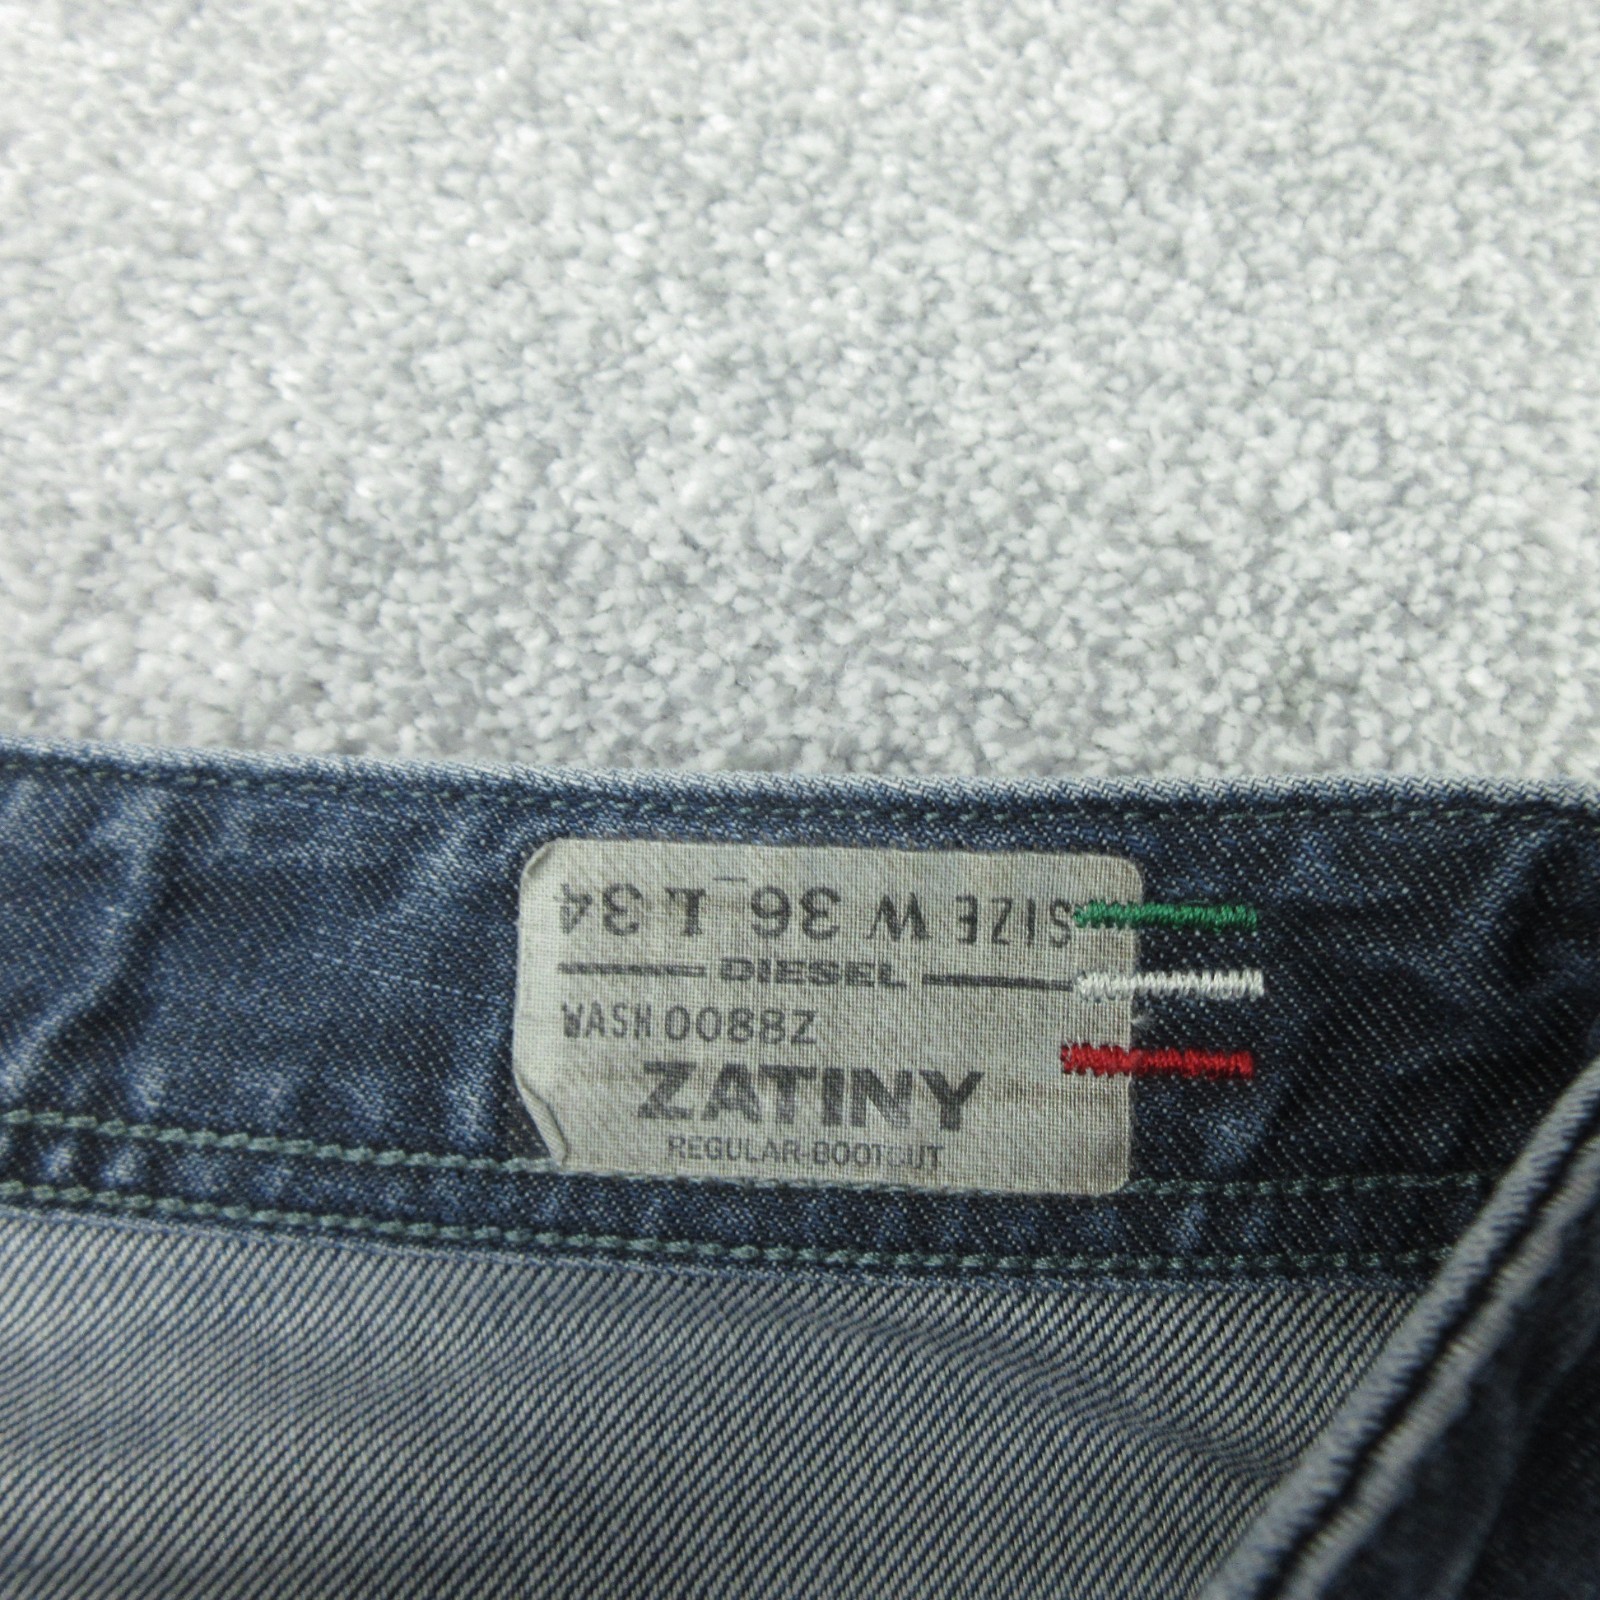 SIZE W 36 L 34
DIESEL
WASH 0088Z
ZATINY
REGULAR-BOOTCUT